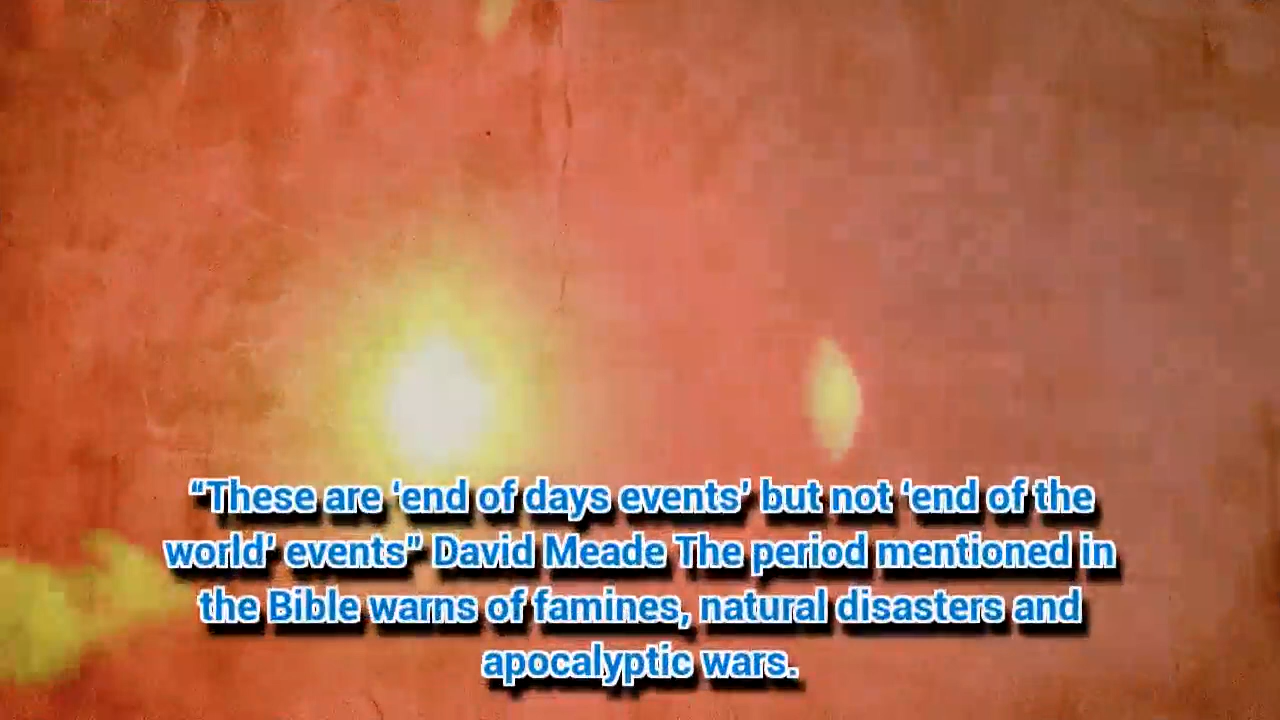 “These are ‘end of days events’ but not ‘end of the
world’ events” David Meade The period mentioned in
the Bible warns of famines, natural disasters and
apocalyptic wars.